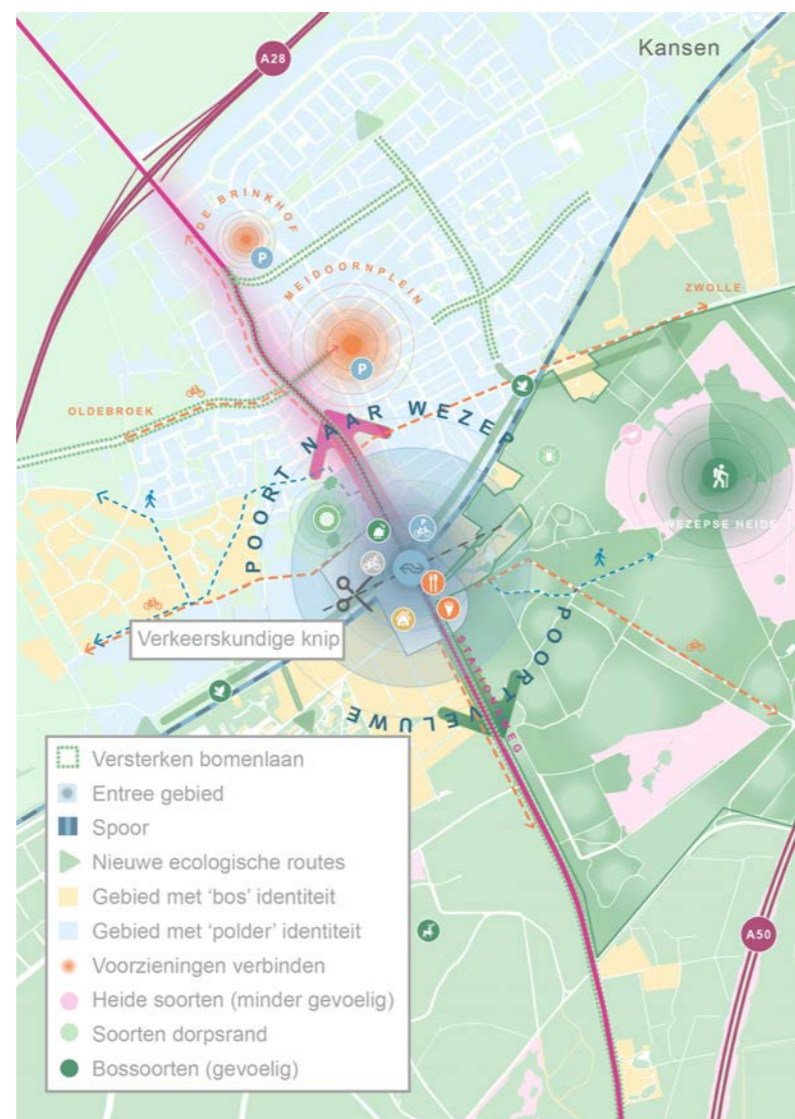 Kansen
A28
DE BRINKHOF
P
MEIDOORNPLEIN
P
ZWOLLE
OLDEBROEK
POORT NAAR WEZEP
P
WEZEPSE HEIDE
Verkeerskundige knip
POORT VELUWE
STATIONSWEG
A50
Versterken bomenlaan
Entree gebied
Spoor
Nieuwe ecologische routes
Gebied met ‘bos’ identiteit
Gebied met ‘polder’ identiteit
Voorzieningen verbinden
Heide soorten (minder gevoelig)
Soorten dorpsrand
Bossoorten (gevoelig)